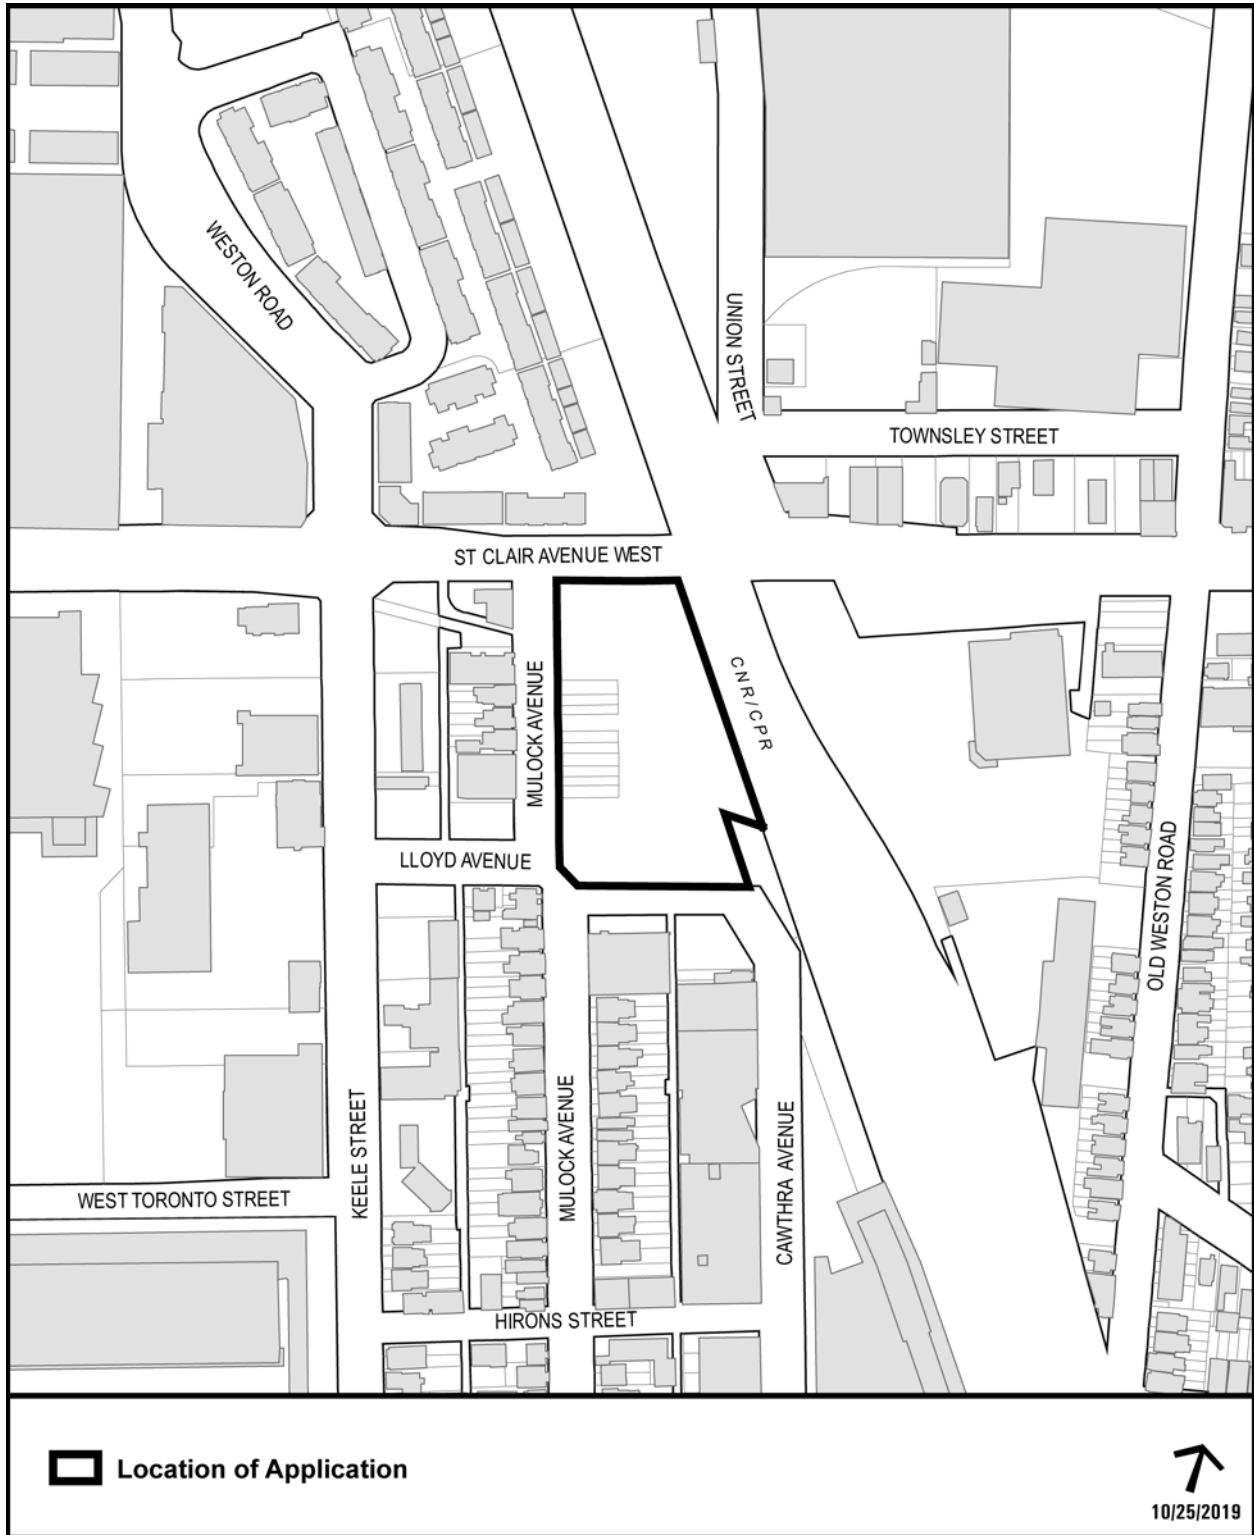 WESTON ROAD
UNION STREET
TOWNSLEY STREET
ST CLAIR AVENUE WEST
MULOCK AVENUE
CNR/CPR
LLOYD AVENUE
OLD WESTON ROAD
KEELE STREET
MULOCK AVENUE
CAWTHRA AVENUE
WEST TORONTO STREET
HIRONS STREET
Location of Application
10/25/2019